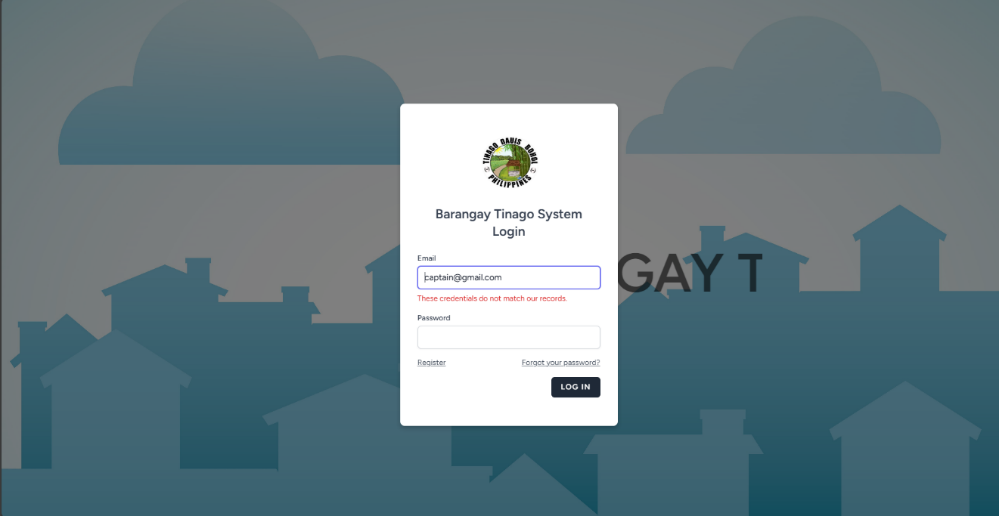 TINAGO DAUIS BOHOL
PHILIPPINES
Barangay Tinago System
Login
GAY T
Email
captain@gmail.com
These credentials do not match our records.
Password
Register
Forgot your password?
LOG IN